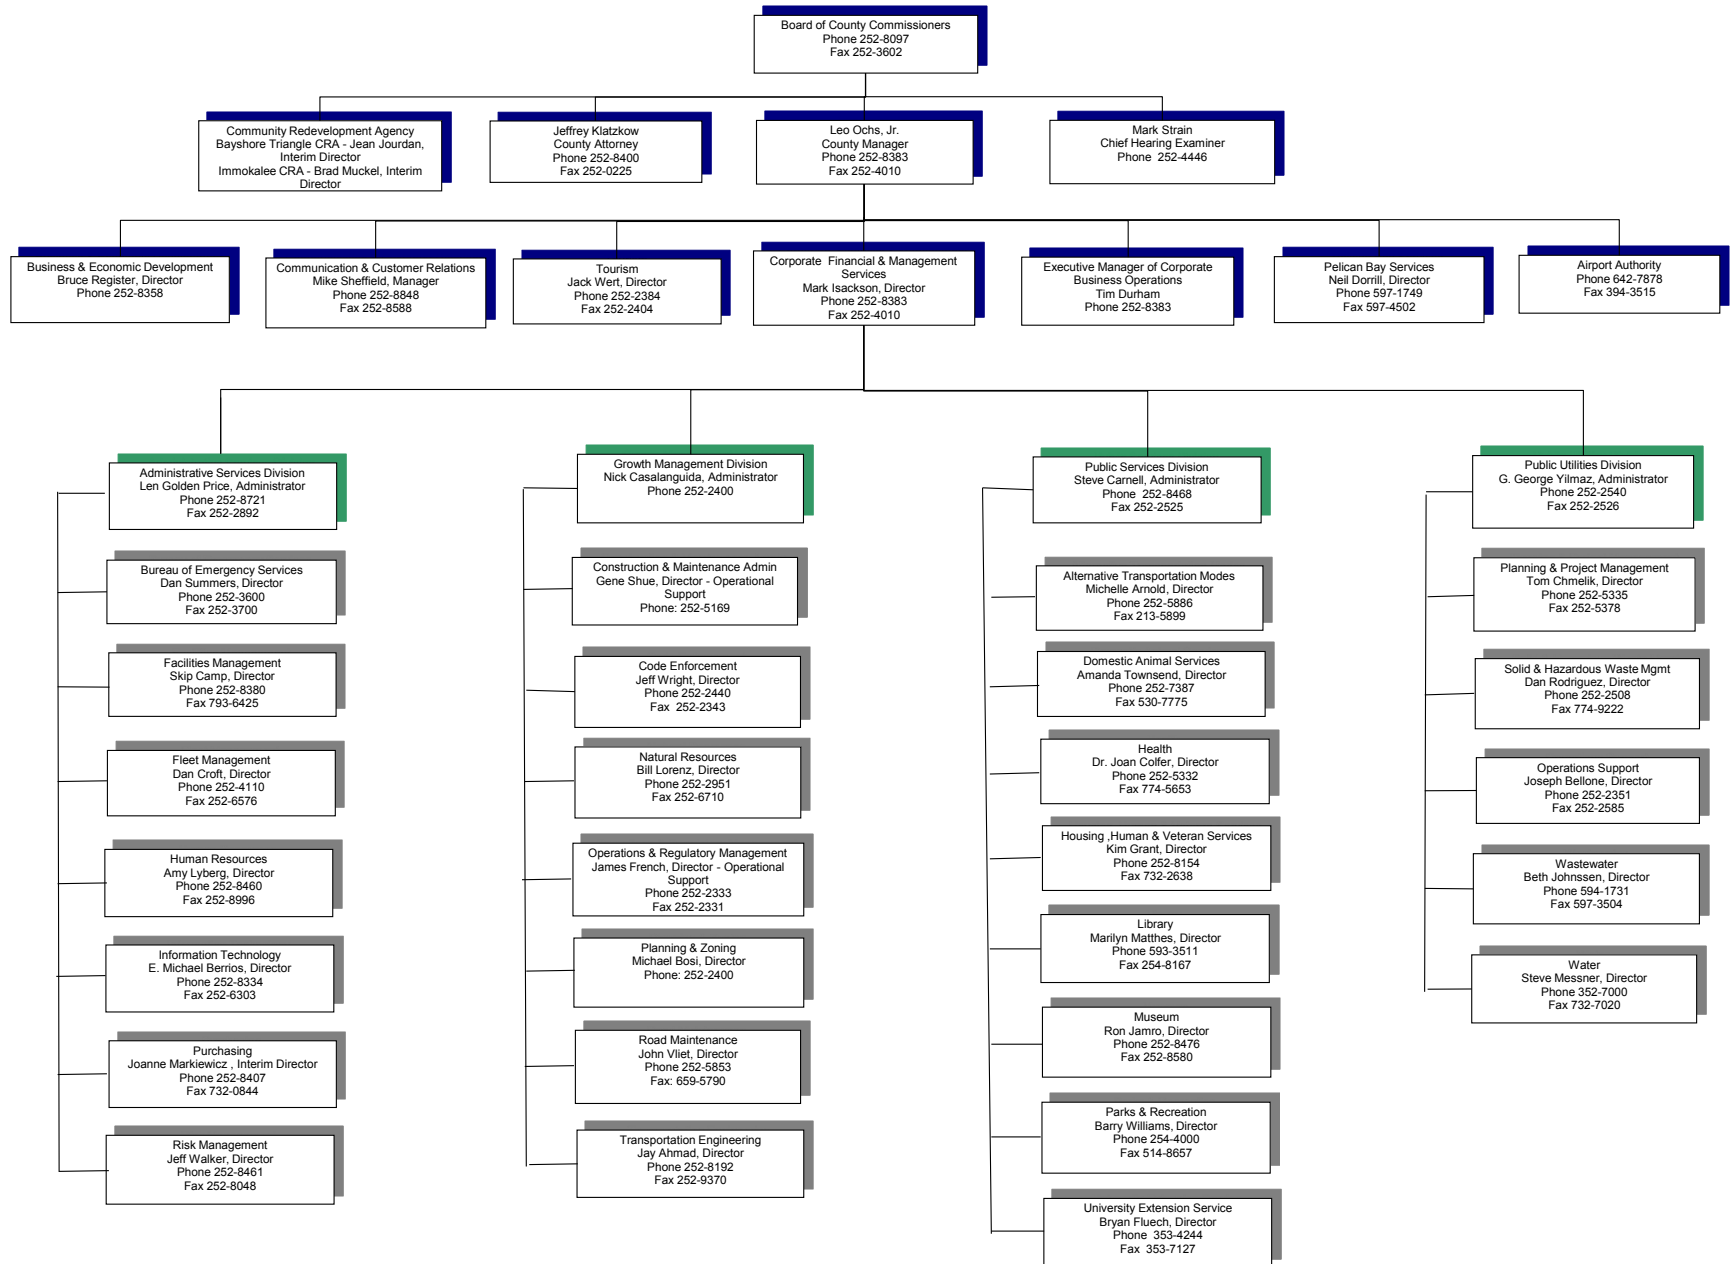 Board of County Commissioners
Phone 252-8097
Fax 252-3602
Community Redevelopment Agency
Bayshore Triangle CRA - Jean Jourdan,
Interim Director
Immokalee CRA - Brad Muckel, Interim
Director
Jeffrey Klatzkow
County Attorney
Phone 252-8400
Fax 252-0225
Leo Ochs, Jr.
County Manager
Phone 252-8383
Fax 252-4010
Mark Strain
Chief Hearing Examiner
Phone 252-4446
Business & Economic Development
Bruce Register, Director
Phone 252-8358
Communication & Customer Relations
Mike Sheffield, Manager
Phone 252-8848
Fax 252-8588
Tourism
Jack Wert, Director
Phone 252-2384
Fax 252-2404
Corporate Financial & Management
Services
Mark Isackson, Director
Phone 252-8383
Fax 252-4010
Executive Manager of Corporate
Business Operations
Tim Durham
Phone 252-8383
Pelican Bay Services
Neil Dorrill, Director
Phone 597-1749
Fax 597-4502
Airport Authority
Phone 642-7878
Fax 394-3515
Administrative Services Division
Len Golden Price, Administrator
Phone 252-8721
Fax 252-2892
Bureau of Emergency Services
Dan Summers, Director
Phone 252-3600
Fax 252-3700
Facilities Management
Skip Camp, Director
Phone 252-8380
Fax 793-6425
Fleet Management
Dan Croft, Director
Phone 252-4110
Fax 252-6576
Human Resources
Amy Lyberg, Director
Phone 252-8460
Fax 252-8996
Information Technology
E. Michael Berrios, Director
Phone 252-8334
Fax 252-6303
Purchasing
Joanne Markiewicz , Interim Director
Phone 252-8407
Fax 732-0844
Risk Management
Jeff Walker, Director
Phone 252-8461
Fax 252-8048
Growth Management Division
Nick Casalanguida, Administrator
Phone 252-2400
Construction & Maintenance Admin
Gene Shue, Director - Operational
Support
Phone: 252-5169
Code Enforcement
Jeff Wright, Director
Phone 252-2440
Fax 252-2343
Natural Resources
Bill Lorenz, Director
Phone 252-2951
Fax 252-6710
Operations & Regulatory Management
James French, Director - Operational
Support
Phone 252-2333
Fax 252-2331
Planning & Zoning
Michael Bosi, Director
Phone: 252-2400
Road Maintenance
John Vliet, Director
Phone 252-5853
Fax: 659-5790
Transportation Engineering
Jay Ahmad, Director
Phone 252-8192
Fax 252-9370
Public Services Division
Steve Carnell, Administrator
Phone 252-8468
Fax 252-2525
Alternative Transportation Modes
Michelle Arnold, Director
Phone 252-5886
Fax 213-5899
Domestic Animal Services
Amanda Townsend, Director
Phone 252-7387
Fax 530-7775
Health
Dr. Joan Colfer, Director
Phone 252-5332
Fax 774-5653
Housing ,Human & Veteran Services
Kim Grant, Director
Phone 252-8154
Fax 732-2638
Library
Marilyn Matthes, Director
Phone 593-3511
Fax 254-8167
Museum
Ron Jamro, Director
Phone 252-8476
Fax 252-8580
Parks & Recreation
Barry Williams, Director
Phone 254-4000
Fax 514-8657
University Extension Service
Bryan Fluech, Director
Phone 353-4244
Fax 353-7127
Public Utilities Division
G. George Yilmaz, Administrator
Phone 252-2540
Fax 252-2526
Planning & Project Management
Tom Chmelik, Director
Phone 252-5335
Fax 252-5378
Solid & Hazardous Waste Mgmt
Dan Rodriguez, Director
Phone 252-2508
Fax 774-9222
Operations Support
Joseph Bellone, Director
Phone 252-2351
Fax 252-2585
Wastewater
Beth Johnssen, Director
Phone 594-1731
Fax 597-3504
Water
Steve Messner, Director
Phone 352-7000
Fax 732-7020